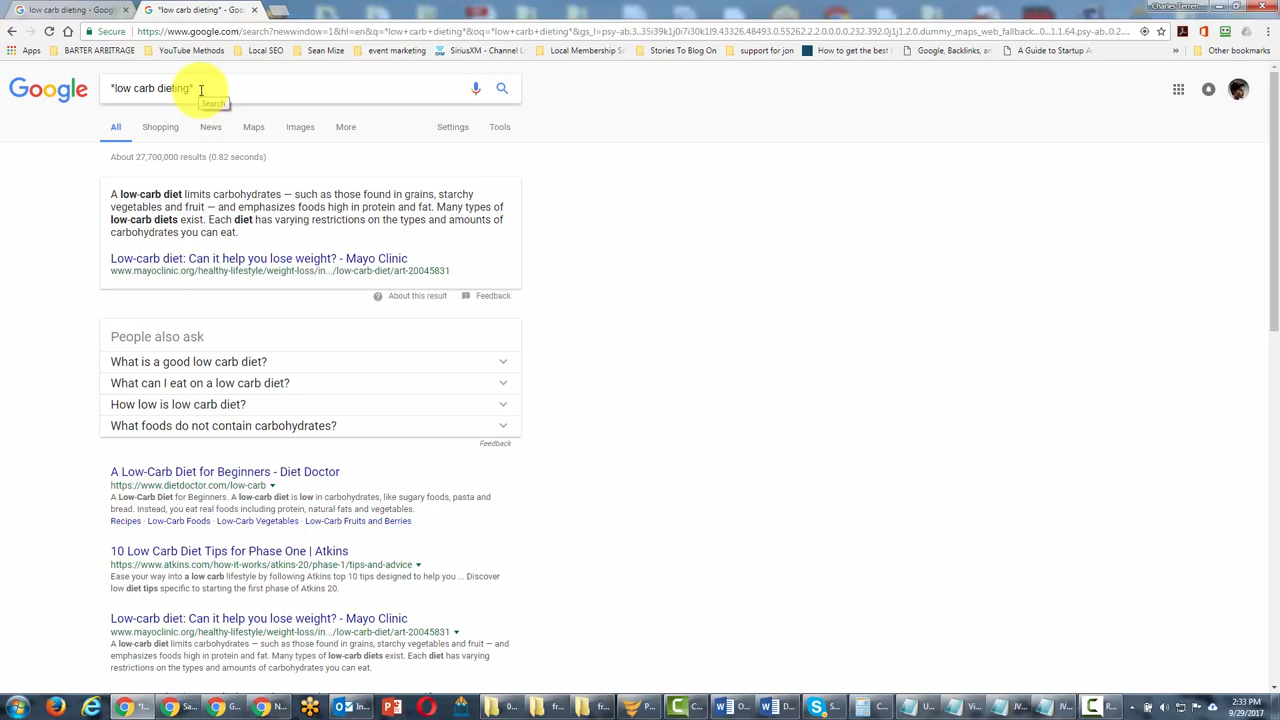 Charles Terren...
low carb dieting - Google
*low carb dieting* - Goo
Secure
https://www.google.com/search?newwindow=1&hl=en&q=*low+carb+dieting*&oq=*low+carb+dieting*&gs_l=psy-ab.3..35i39k1j0i7i30k1l9.4300025.4300025.0.55262.2.2.0.0.0.232.392.0j1j1.2.0.dummy_maps_web_fallback...0...1.1.64.psy-ab..0.2....
Apps
BARTER ARBITRAGE
YouTube Methods
Local SEO
Sean Mize
event marketing
SiriusXM - Channel L
Local Membership Si
Stories To Blog On
support for jon
How to get the best
Google, Backlinks, an
A Guide to Startup A
Other bookmarks
Google
*low carb dieting*
Search
All
Shopping
News
Maps
Images
More
Settings
Tools
About 27,700,000 results (0.82 seconds)
A low-carb diet limits carbohydrates — such as those found in grains, starchy
vegetables and fruit — and emphasizes foods high in protein and fat. Many types of
low-carb diets exist. Each diet has varying restrictions on the types and amounts of
carbohydrates you can eat.
Low-carb diet: Can it help you lose weight? - Mayo Clinic
www.mayoclinic.org/healthy-lifestyle/weight-loss/in.../low-carb-diet/art-20045831
About this result
Feedback
People also ask
What is a good low carb diet?
What can I eat on a low carb diet?
How low is low carb diet?
What foods do not contain carbohydrates?
Feedback
A Low-Carb Diet for Beginners - Diet Doctor
https://www.dietdoctor.com/low-carb
A Low-Carb Diet for Beginners. A low-carb diet is low in carbohydrates, like sugary foods, pasta and
bread. Instead, you eat real foods including protein, natural fats and vegetables.
Recipes · Low-Carb Foods · Low-Carb Vegetables · Low-Carb Fruits and Berries
10 Low Carb Diet Tips for Phase One | Atkins
https://www.atkins.com/how-it-works/atkins-20/phase-1/tips-and-advice
Ease your way into a low carb lifestyle by following Atkins top 10 tips designed to help you ... Discover
low diet tips specific to starting the first phase of Atkins 20.
Low-carb diet: Can it help you lose weight? - Mayo Clinic
www.mayoclinic.org/healthy-lifestyle/weight-loss/in.../low-carb-diet/art-20045831
A low-carb diet limits carbohydrates — such as those found in grains, starchy vegetables and fruit — and
emphasizes foods high in protein and fat. Many types of low-carb diets exist. Each diet has varying
restrictions on the types and amounts of carbohydrates you can eat.
2:33 PM
9/29/2017